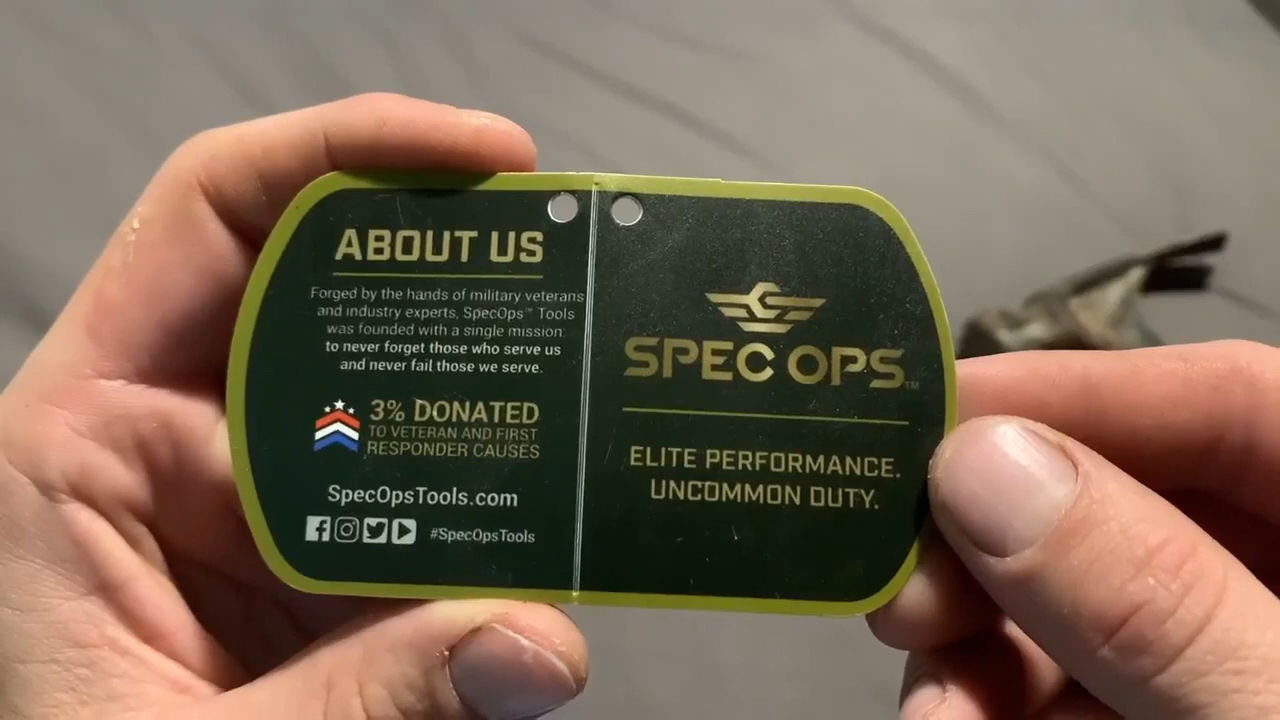 ABOUT US
Forged by the hands of military veterans
and industry experts, SpecOps™ Tools
was founded with a single mission:
to never forget those who serve us
and never fail those we serve.
3% DONATED
TO VETERAN AND FIRST
RESPONDER CAUSES
SpecOpsTools.com
#SpecOpsTools
SPEC OPS™
ELITE PERFORMANCE.
UNCOMMON DUTY.